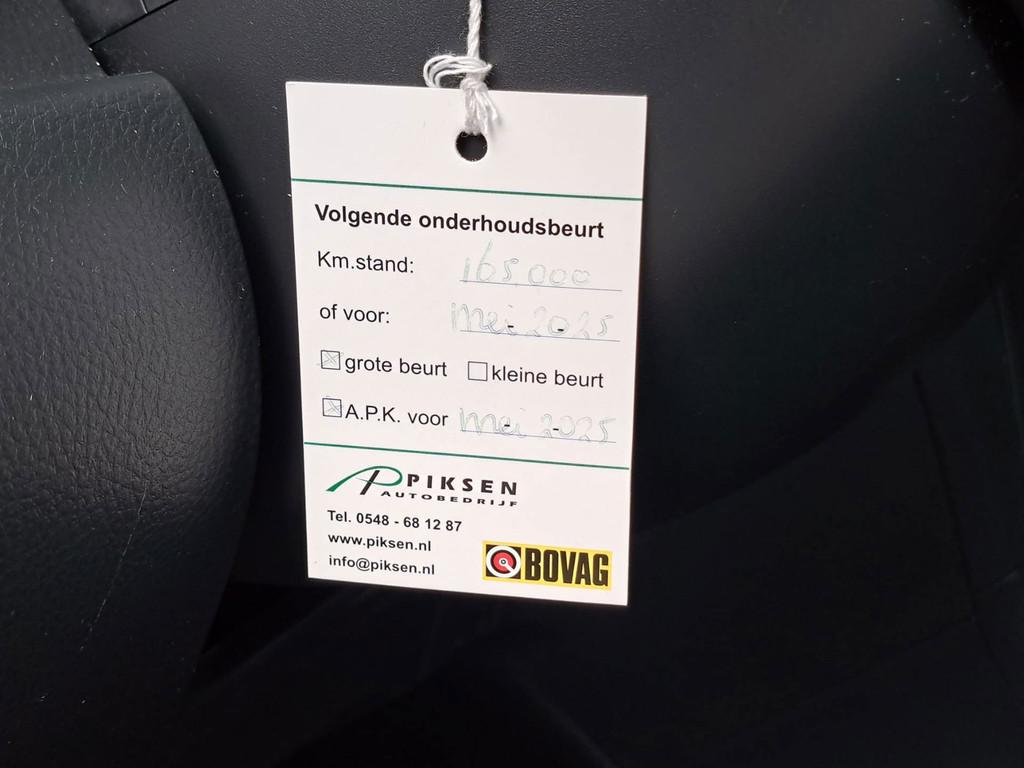 Volgende onderhoudsbeurt
Km.stand: 165.000
of voor: mei 2025
grote beurt kleine beurt
A.P.K. voor mei 2025
PIKSEN
AUTOBEDRIJF
Tel. 0548 - 68 12 87
www.piksen.nl
info@piksen.nl
BOVAG